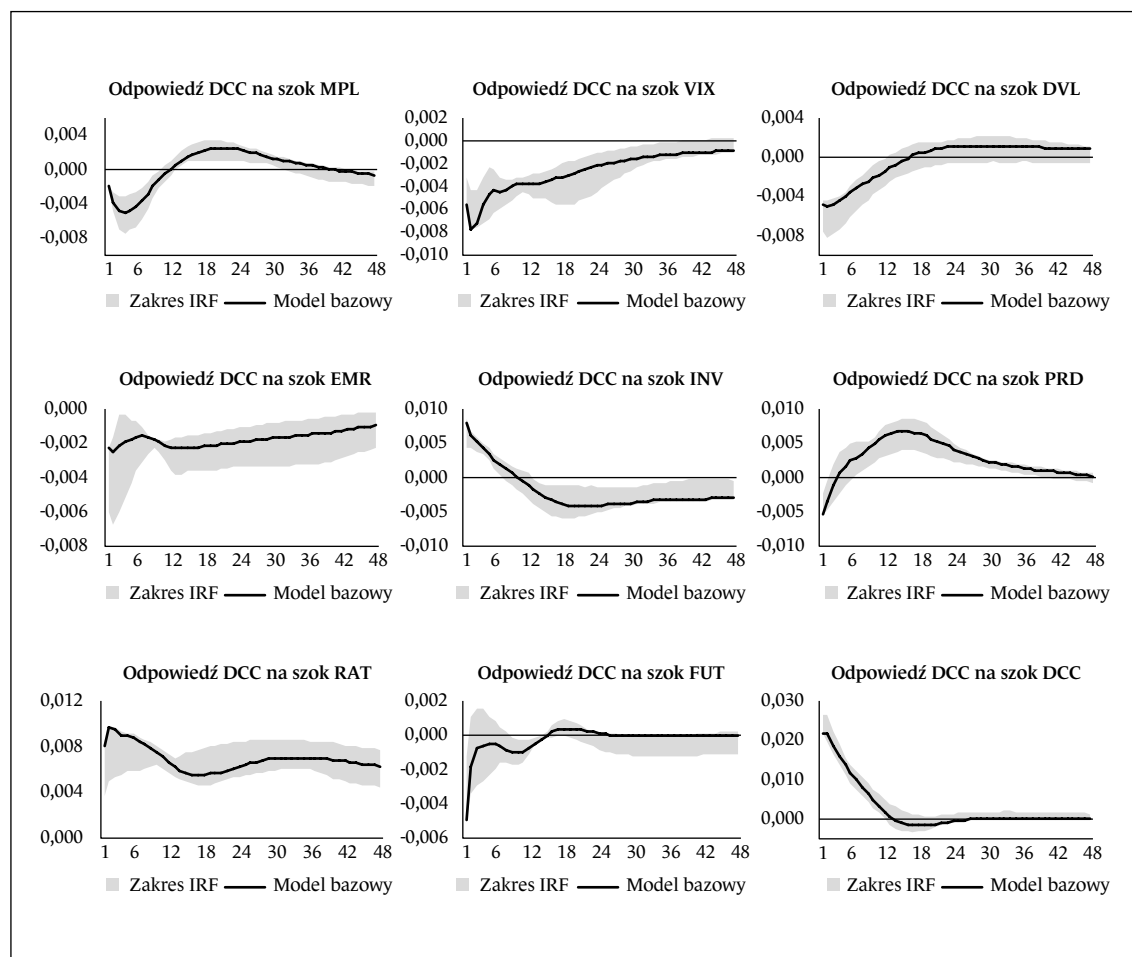 Odpowiedź DCC na szok MPL
0,004
0,000
-0,004
-0,008
1 6 12 18 24 30 36 42 48
Zakres IRF Model bazowy
Odpowiedź DCC na szok VIX
0,002
0,000
-0,002
-0,004
-0,006
-0,008
-0,010
1 6 12 18 24 30 36 42 48
Zakres IRF Model bazowy
Odpowiedź DCC na szok DVL
0,004
0,000
-0,004
-0,008
1 6 12 18 24 30 36 42 48
Zakres IRF Model bazowy
Odpowiedź DCC na szok EMR
0,000
-0,002
-0,004
-0,006
-0,008
1 6 12 18 24 30 36 42 48
Zakres IRF Model bazowy
Odpowiedź DCC na szok INV
0,010
0,005
0,000
-0,005
-0,010
1 6 12 18 24 30 36 42 48
Zakres IRF Model bazowy
Odpowiedź DCC na szok PRD
0,010
0,005
0,000
-0,005
-0,010
1 6 12 18 24 30 36 42 48
Zakres IRF Model bazowy
Odpowiedź DCC na szok RAT
0,012
0,008
0,004
0,000
1 6 12 18 24 30 36 42 48
Zakres IRF Model bazowy
Odpowiedź DCC na szok FUT
0,002
0,000
-0,002
-0,004
-0,006
1 6 12 18 24 30 36 42 48
Zakres IRF Model bazowy
Odpowiedź DCC na szok DCC
0,030
0,020
0,010
0,000
1 6 12 18 24 30 36 42 48
Zakres IRF Model bazowy